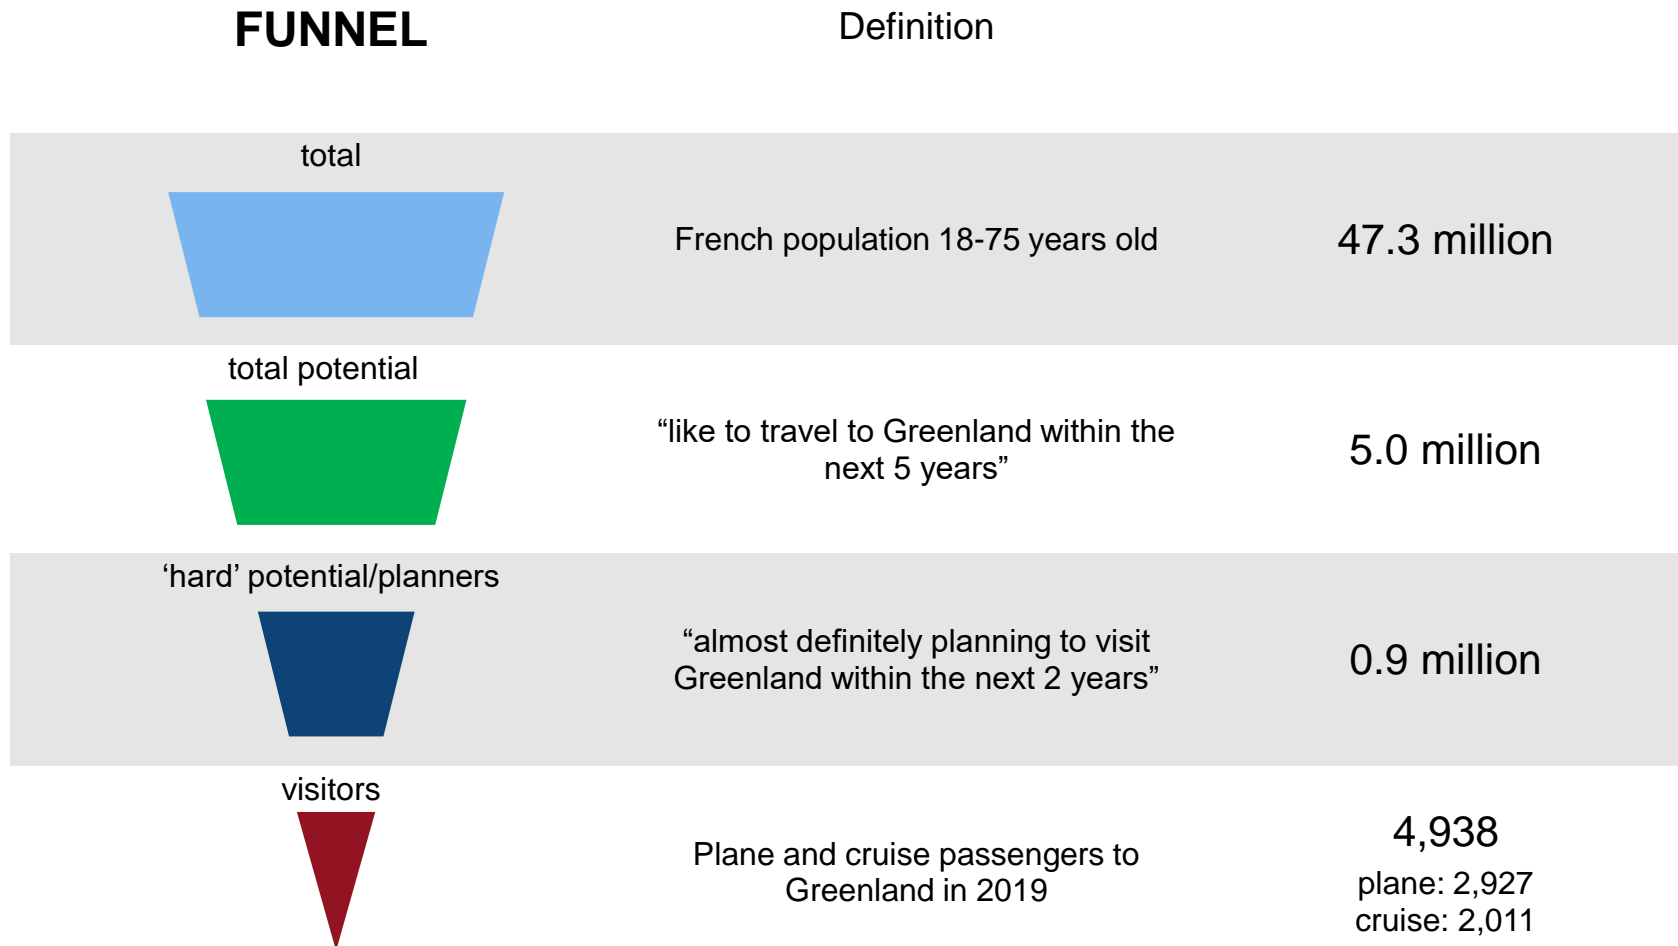 FUNNEL
Definition
total
French population 18-75 years old
47.3 million
total potential
“like to travel to Greenland within the
next 5 years”
5.0 million
‘hard’ potential/planners
“almost definitely planning to visit
Greenland within the next 2 years”
0.9 million
visitors
Plane and cruise passengers to
Greenland in 2019
4,938
plane: 2,927
cruise: 2,011